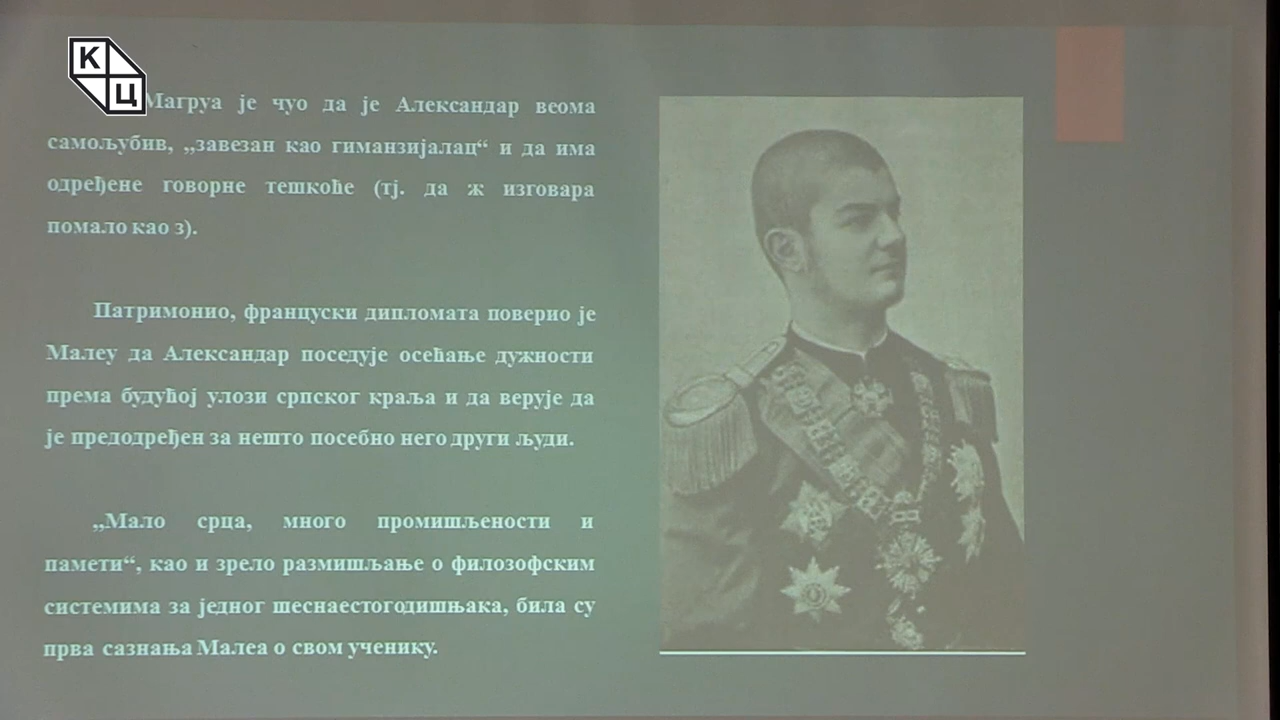 К
Ц
Магруа је чуо да је Александар веома
самољубив, „завезан као гиманзијалац“ и да има
одређене говорне тешкоће (тј. да ж изговара
помало као з).
Патримонио, француски дипломата поверио је
Малеу да Александар поседује осећање дужности
према будућој улози српског краља и да верује да
је предодређен за нешто посебно него други људи.
„Мало срца, много промишљености и
памети“, као и зрело размишљање о филозофским
системима за једног шеснаестогодишњака, била су
прва сазнања Малеа о свом ученику.